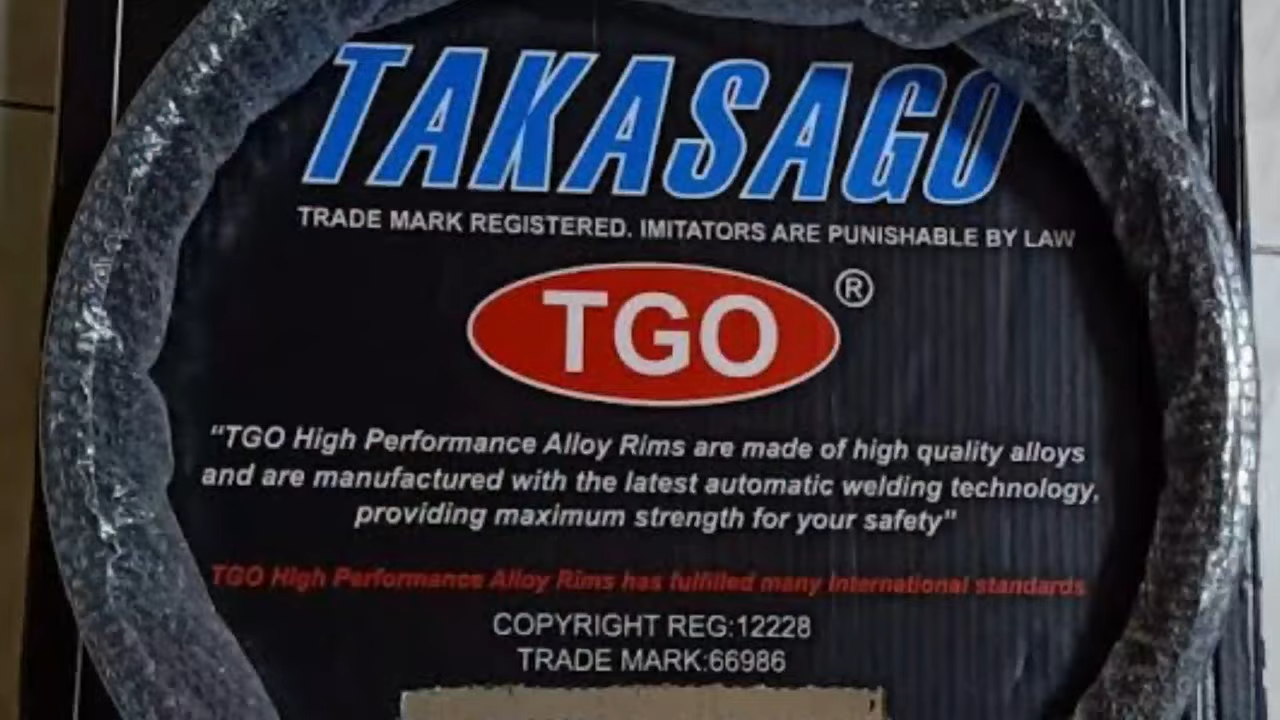 TAKASAGO
TRADE MARK REGISTERED. IMITATORS ARE PUNISHABLE BY LAW
TGO ®
“TGO High Performance Alloy Rims are made of high quality alloys
and are manufactured with the latest automatic welding technology,
providing maximum strength for your safety”
TGO High Performance Alloy Rims has fulfilled many International standards
COPYRIGHT REG:12228
TRADE MARK:66986